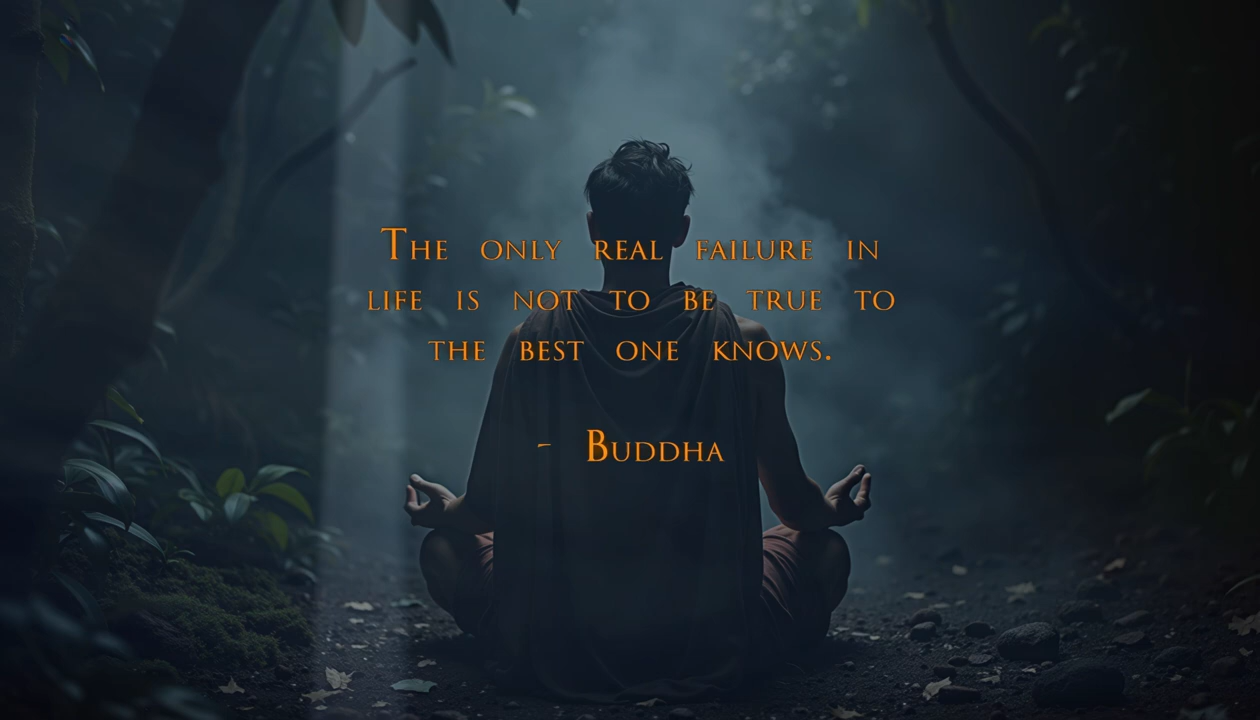 The only real failure in
life is not to be true to
the best one knows.
- Buddha